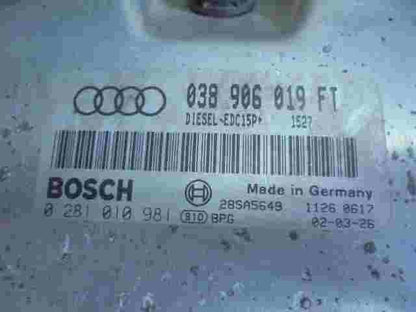 038 906 019 FT
DIESEL-EDC15P+ 1527
BOSCH
Made in Germany
0 281 010 981 810 BPG
28SA5649 1126 0617
02-03-26